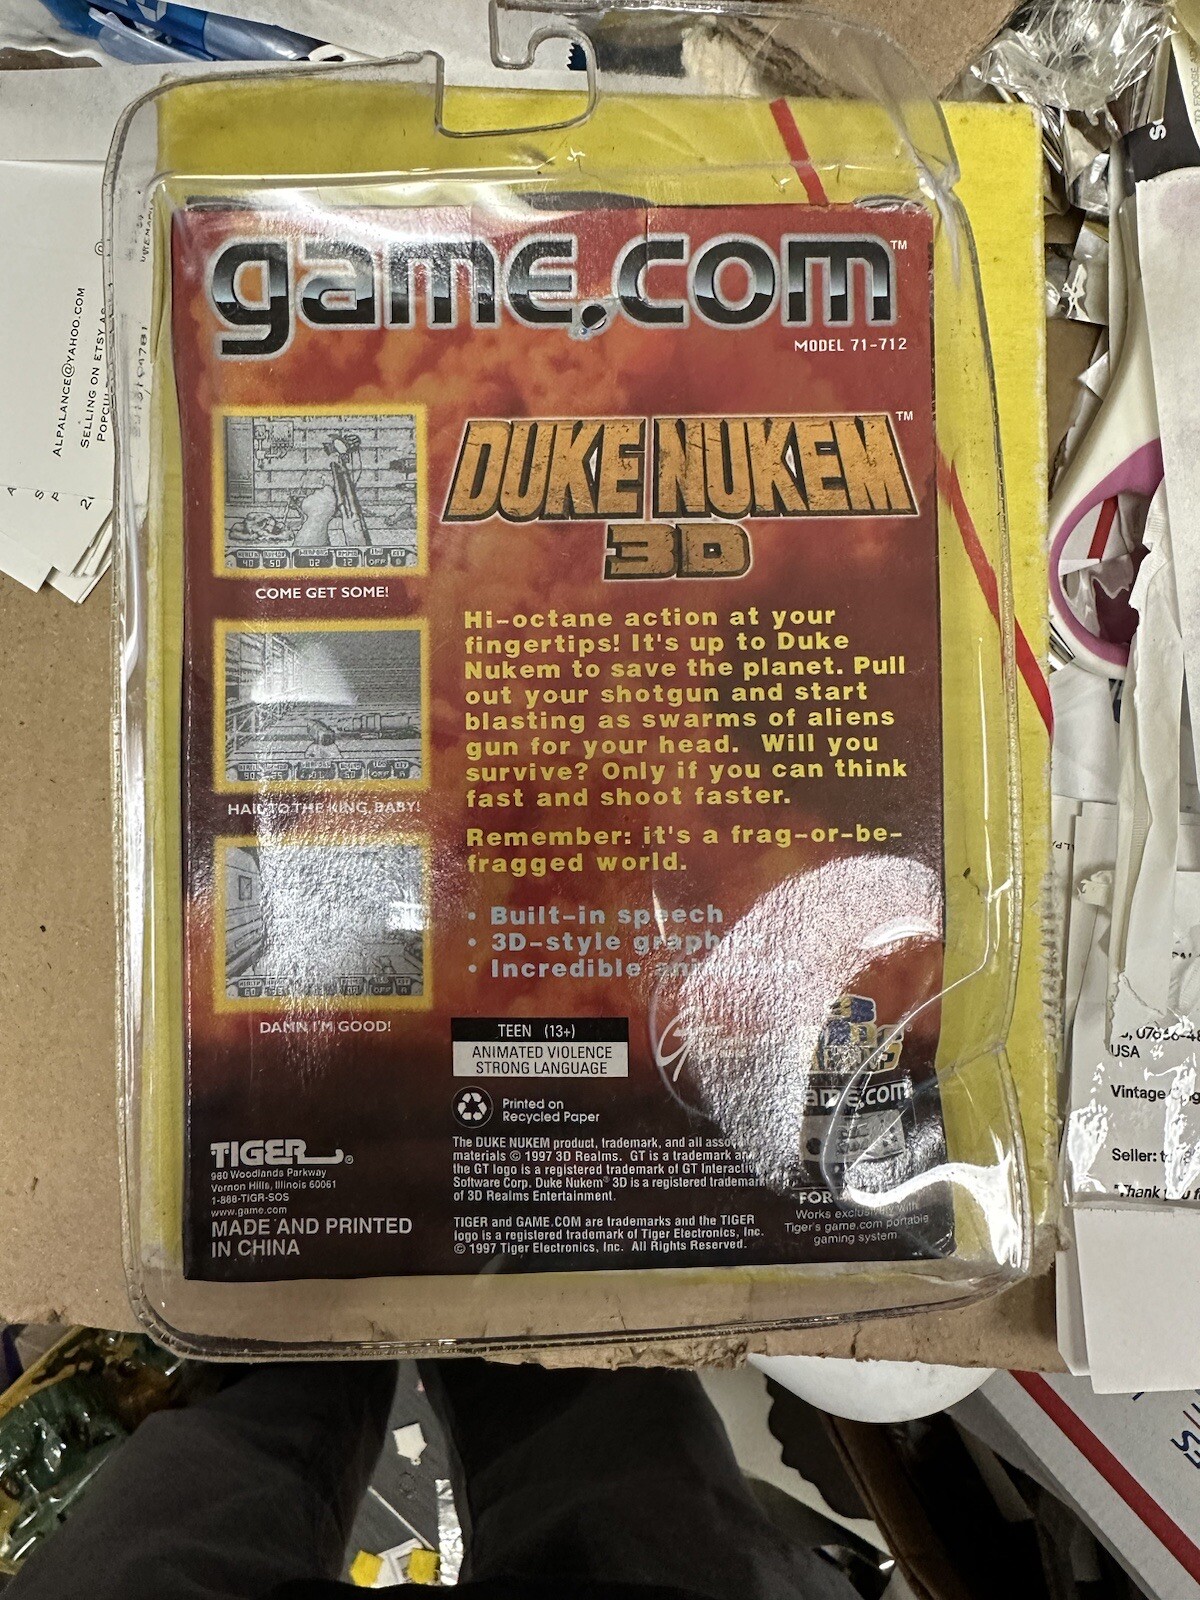 game.com™
MODEL 71-712
DUKE NUKEM™
3D
COME GET SOME!
HAIL TO THE KING, BABY!
DAMN I'M GOOD!
Hi-octane action at your
fingertips! It's up to Duke
Nukem to save the planet. Pull
out your shotgun and start
blasting as swarms of aliens
gun for your head. Will you
survive? Only if you can think
fast and shoot faster.
Remember: it's a frag-or-be-
fragged world.
• Built-in speech
• 3D-style graphics
• Incredible
TEEN (13+)
ANIMATED VIOLENCE
STRONG LANGUAGE
Printed on
Recycled Paper
The DUKE NUKEM product, trademark, and all
materials © 1997 3D Realms. GT is a trademark
the GT logo is a registered trademark of GT Interactive
Software Corp. Duke Nukem® 3D is a registered trademark
of 3D Realms Entertainment.
TIGER and GAME.COM are trademarks and the TIGER
logo is a registered trademark of Tiger Electronics, Inc.
© 1997 Tiger Electronics, Inc. All Rights Reserved.
TIGER®
980 Woodlands Parkway
Vernon Hills, Illinois 60061
1-888-TIGR-SOS
www.game.com
MADE AND PRINTED
IN CHINA
game.com
FOR
Works exclusively with
Tiger's game.com portable
gaming system.
ALPALANCE@YAHOO.COM
SELLING ON ETSY
USA
Vintage
Seller: